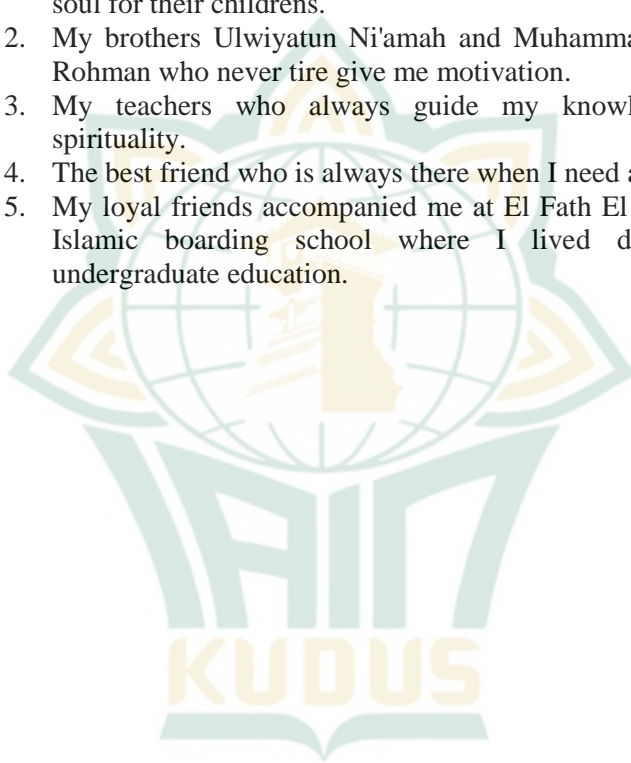 soul for their childrens.
2. My brothers Ulwiyatun Ni'amah and
Rohman who never tire give me motivation.
3. My teachers who always guide my
spirituality.
4. The best friend who is always there when I need
5. My loyal friends accompanied me at El Fath El
Islamic boarding school where I lived
undergraduate education.
IAIN
KUDUS